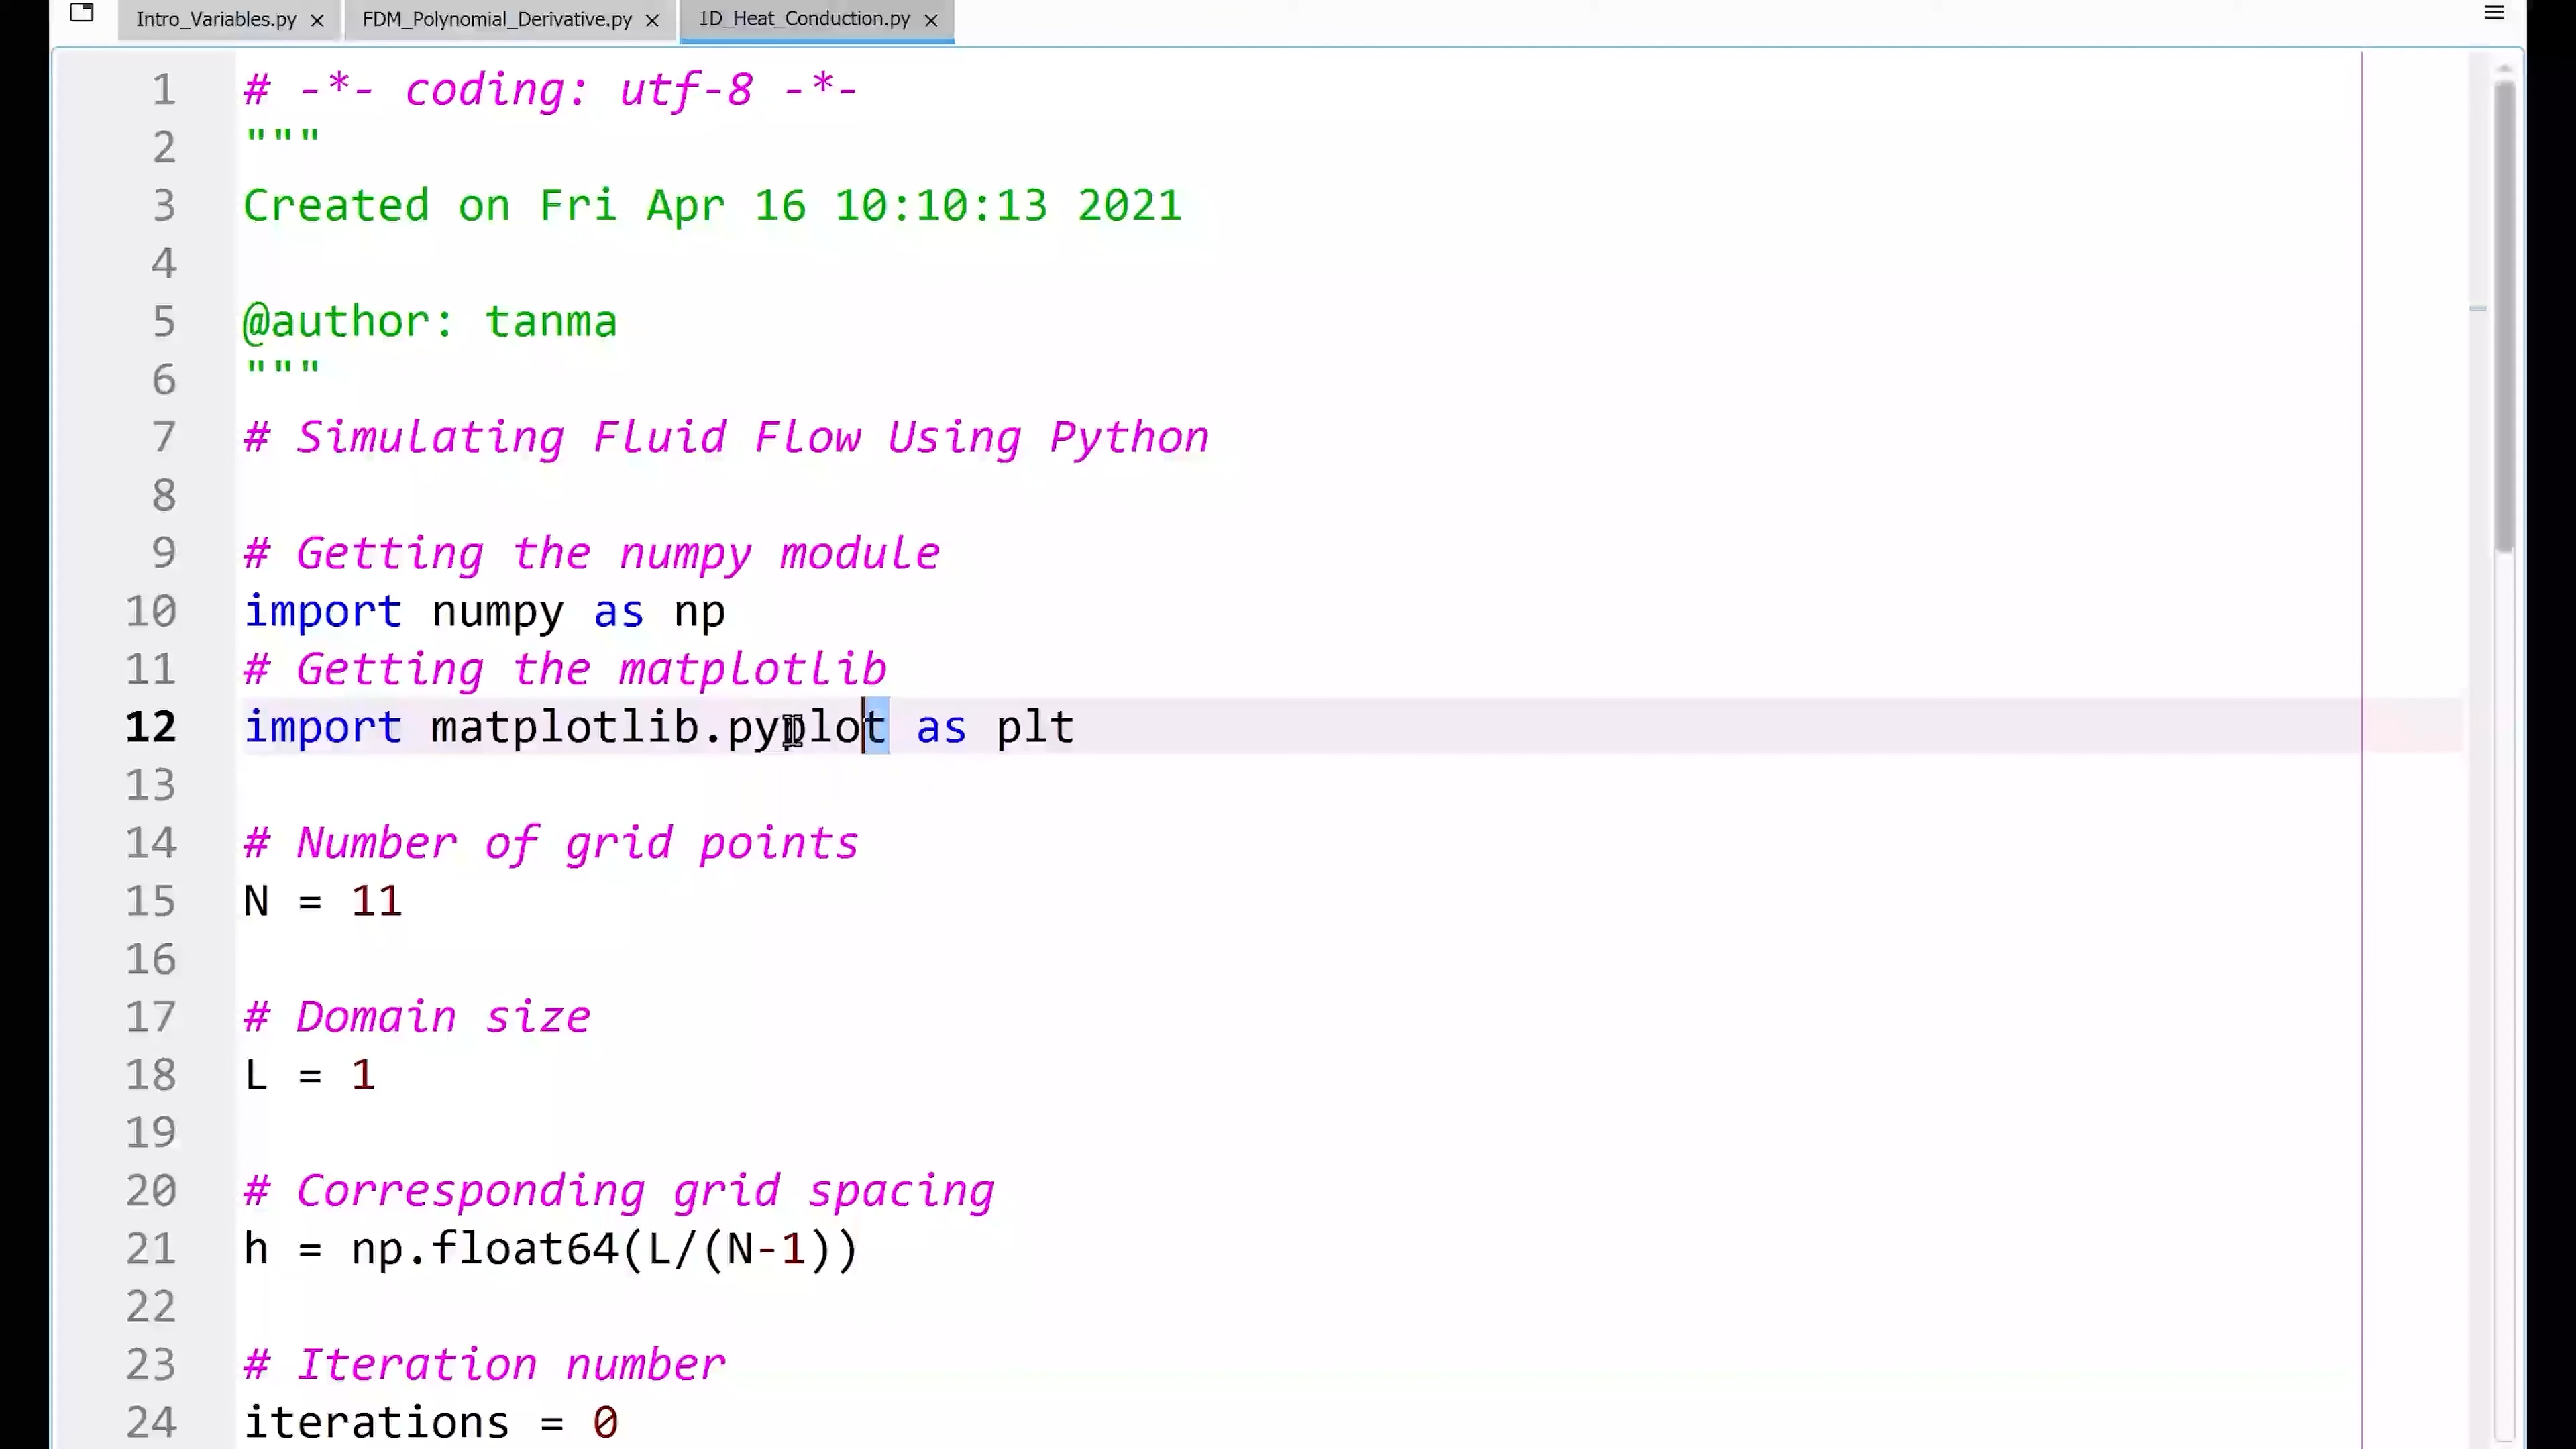 Intro_Variables.py FDM_Polynomial_Derivative.py 1D_Heat_Conduction.py
1 # -*- coding: utf-8 -*-
2 """
3 Created on Fri Apr 16 10:10:13 2021
4
5 @author: tanma
6 """
7 # Simulating Fluid Flow Using Python
8
9 # Getting the numpy module
10 import numpy as np
11 # Getting the matplotlib
12 import matplotlib.pyplot as plt
13
14 # Number of grid points
15 N = 11
16
17 # Domain size
18 L = 1
19
20 # Corresponding grid spacing
21 h = np.float64(L/(N-1))
22
23 # Iteration number
24 iterations = 0